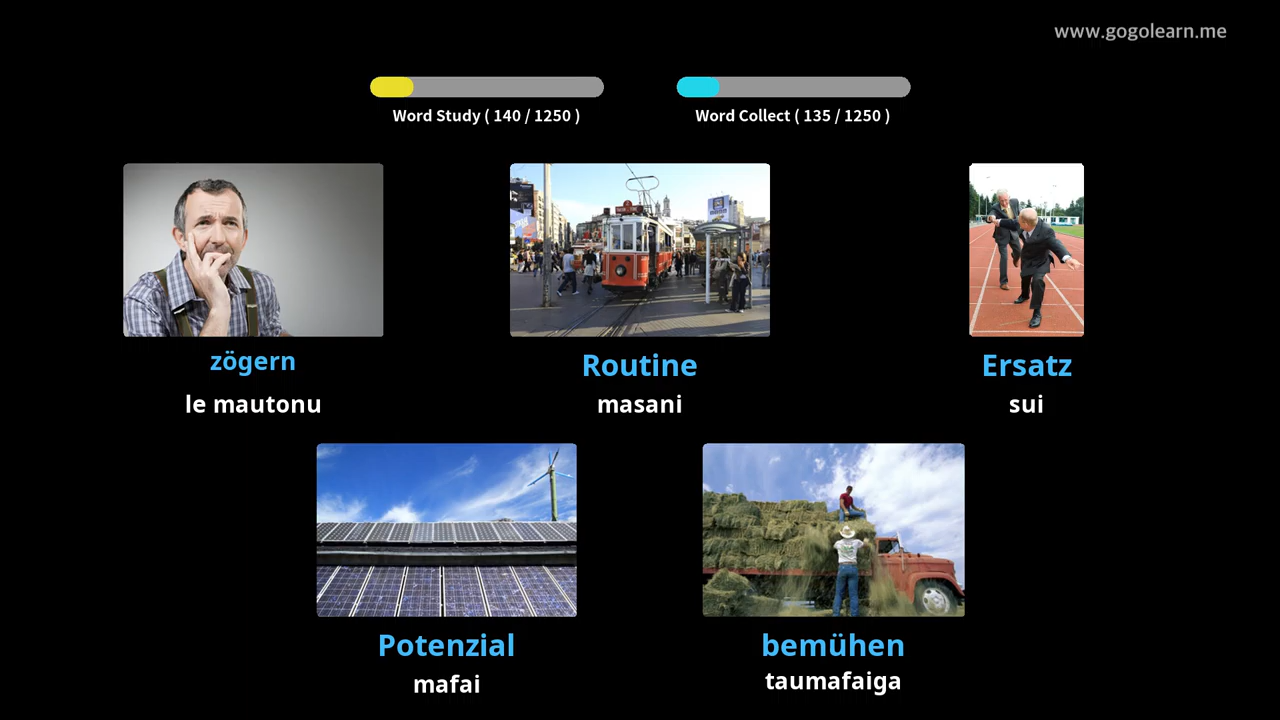 www.gogolearn.me
Word Study ( 140 / 1250 )
Word Collect ( 135 / 1250 )
zögern
le mautonu
Routine
masani
Ersatz
sui
Potenzial
mafai
bemühen
taumafaiga